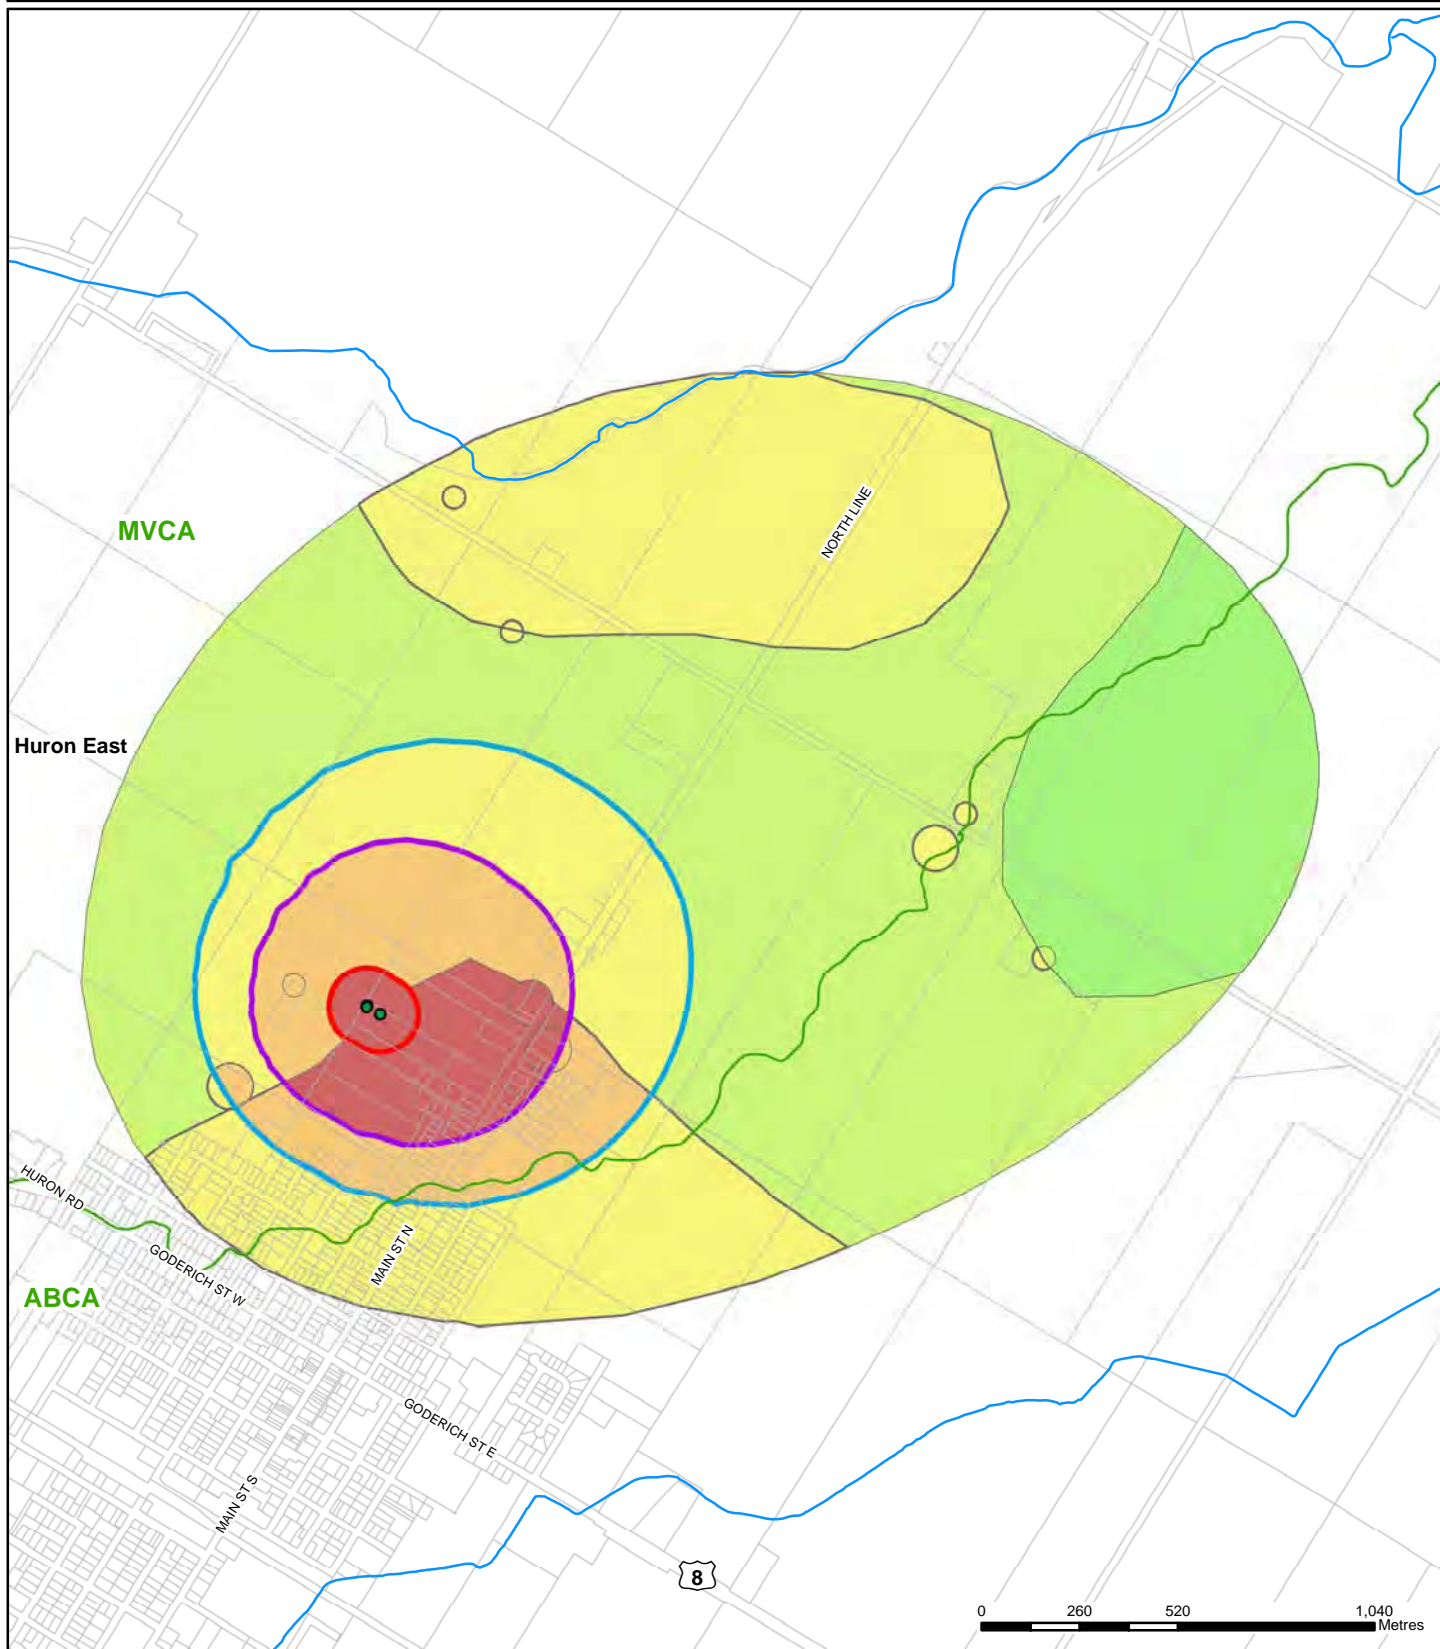 NORTH LINE
MVCA
Huron East
HURON RD
GODERICH ST W
MAIN ST N
ABCA
GODERICH ST E
MAIN ST S
8
0 260 520 1,040
Metres